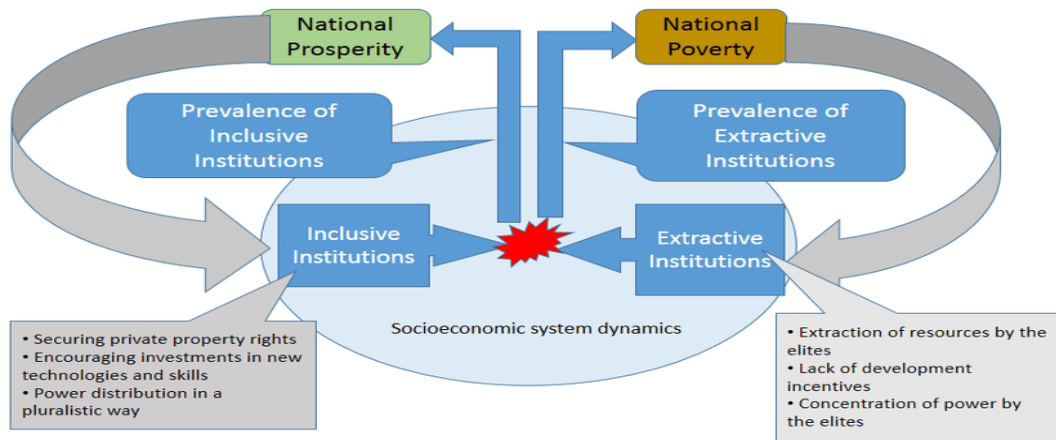 National
Prosperity
National
Poverty
Prevalence of
Inclusive
Institutions
Prevalence of
Extractive
Institutions
Inclusive
Institutions
Extractive
Institutions
Socioeconomic system dynamics
• Securing private property rights
• Encouraging investments in new
technologies and skills
• Power distribution in a
pluralistic way
• Extraction of resources by the
elites
• Lack of development
incentives
• Concentration of power by
the elites